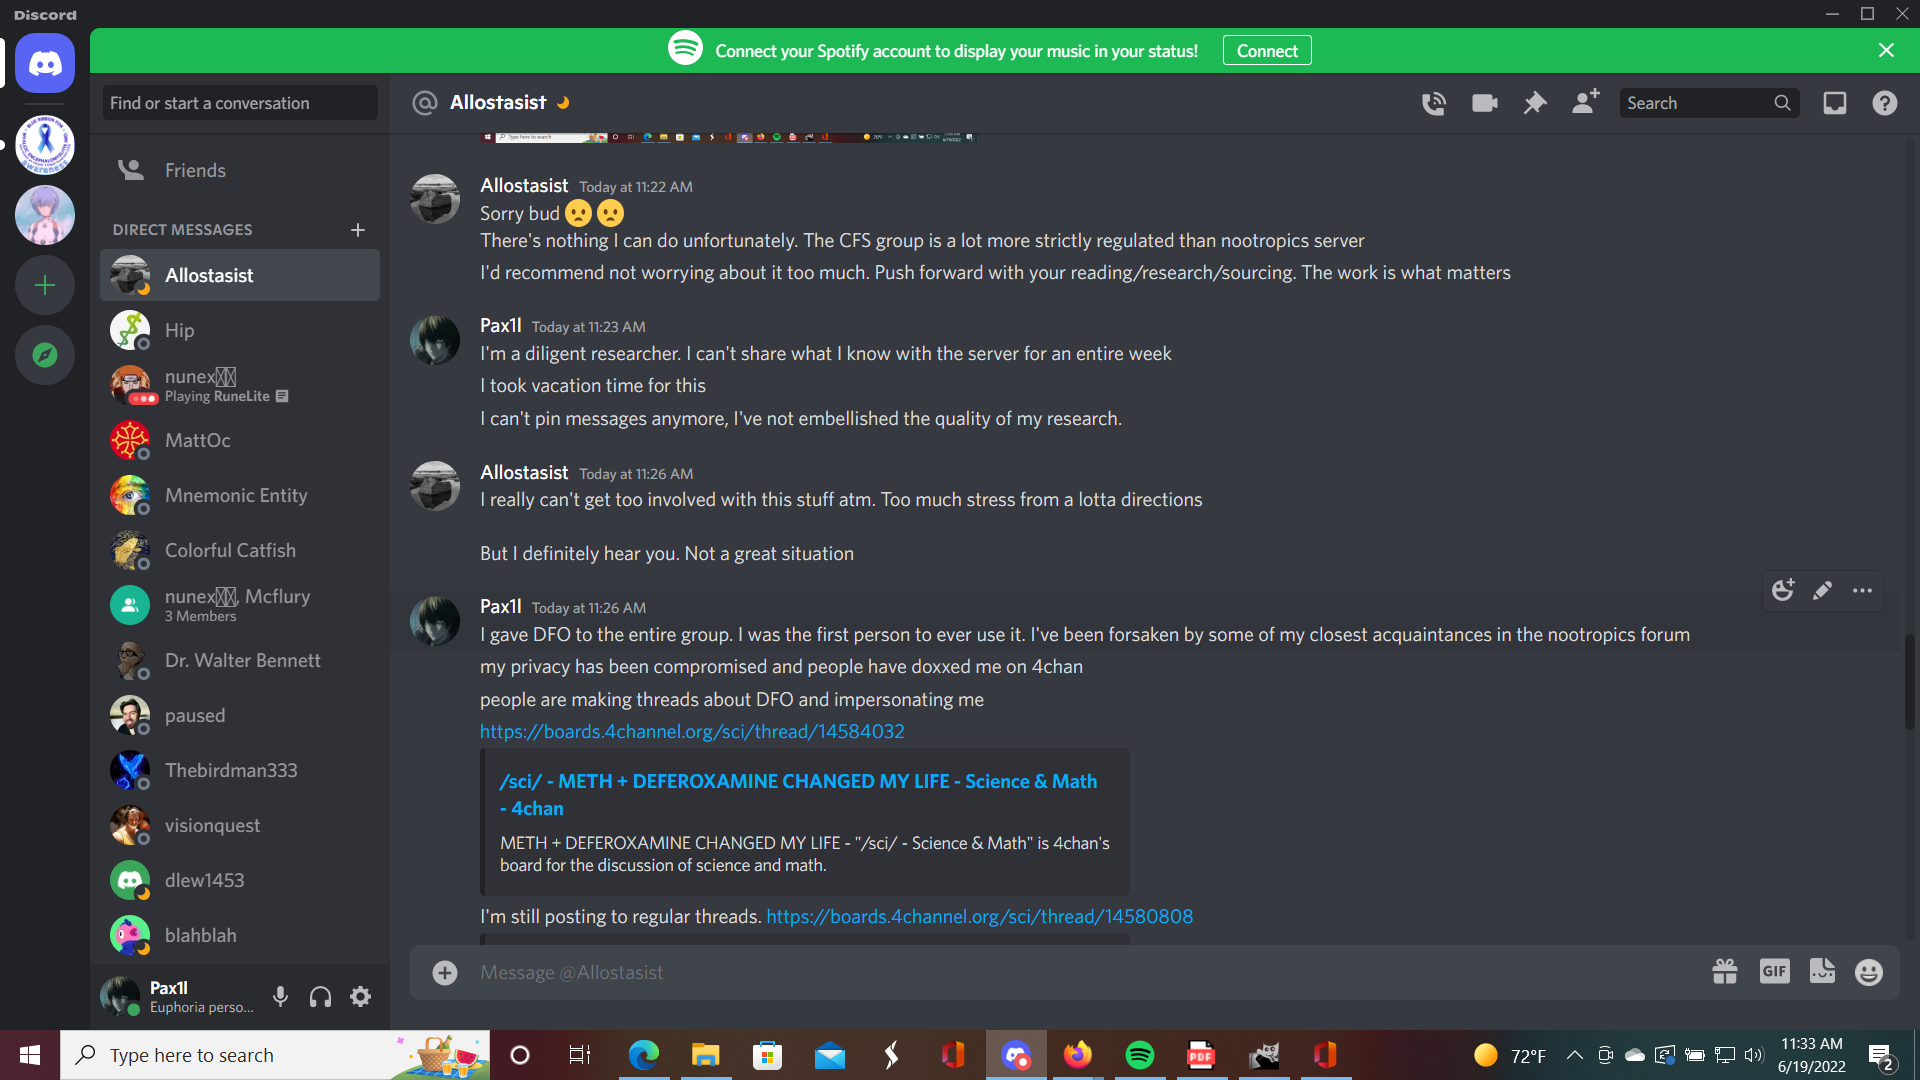 Discord
Connect your Spotify account to display your music in your status!
Connect
Find or start a conversation
Allostasist
Search
Friends
DIRECT MESSAGES
Allostasist
Hip
nunex
Playing RuneLite
MattOc
Mnemonic Entity
Colorful Catfish
nunex, Mcflury
3 Members
Dr. Walter Bennett
paused
Thebirdman333
visionquest
dlew1453
blahblah
Pax1l
Euphoria perso...
Type here to search
Allostasist Today at 11:22 AM
Sorry bud
There's nothing I can do unfortunately. The CFS group is a lot more strictly regulated than nootropics server
I'd recommend not worrying about it too much. Push forward with your reading/research/sourcing. The work is what matters
Pax1l Today at 11:23 AM
I'm a diligent researcher. I can't share what I know with the server for an entire week
I took vacation time for this
I can't pin messages anymore, I've not embellished the quality of my research.
Allostasist Today at 11:26 AM
I really can't get too involved with this stuff atm. Too much stress from a lotta directions
But I definitely hear you. Not a great situation
Pax1l Today at 11:26 AM
I gave DFO to the entire group. I was the first person to ever use it. I've been forsaken by some of my closest acquaintances in the nootropics forum
my privacy has been compromised and people have doxxed me on 4chan
people are making threads about DFO and impersonating me
https://boards.4channel.org/sci/thread/14584032
/sci/ - METH + DEFEROXAMINE CHANGED MY LIFE - Science & Math
- 4chan
METH + DEFEROXAMINE CHANGED MY LIFE - "/sci/ - Science & Math" is 4chan's
board for the discussion of science and math.
I'm still posting to regular threads. https://boards.4channel.org/sci/thread/14580808
Message @Allostasist
GIF
Type here to search
PDF
72°F
11:33 AM
6/19/2022
2